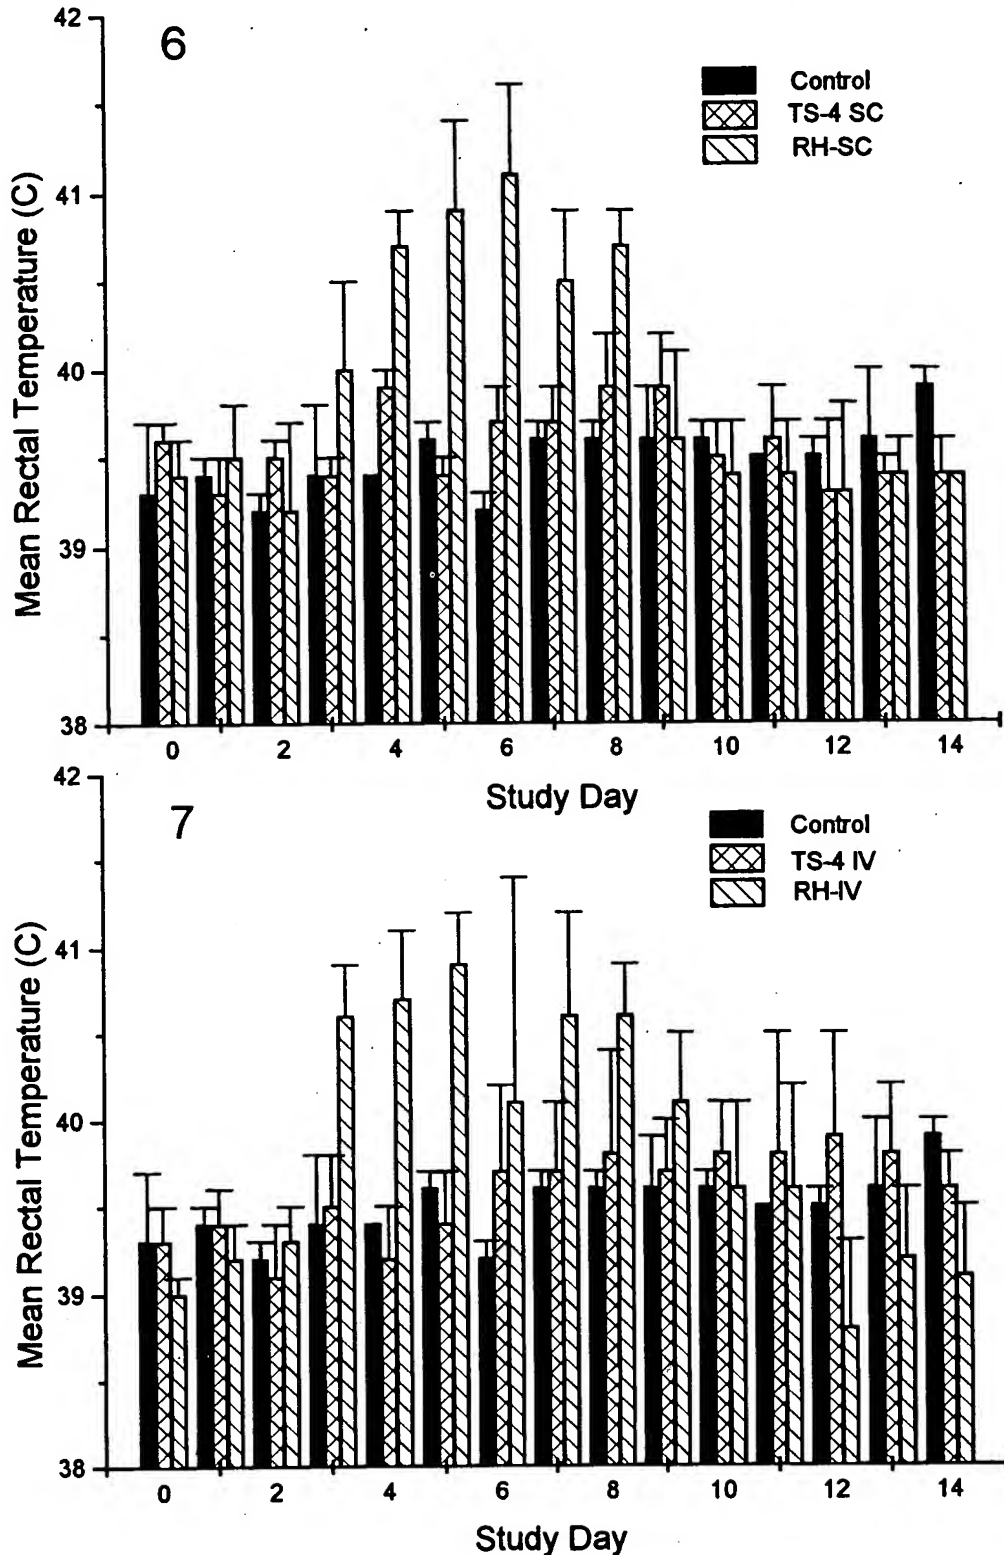 42
6
Control
TS-4 SC
RH-SC
41
40
39
38
Mean Rectal Temperature (C)
0 2 4 6 8 10 12 14
Study Day
42
7
Control
TS-4 IV
RH-IV
41
40
39
38
Mean Rectal Temperature (C)
0 2 4 6 8 10 12 14
Study Day